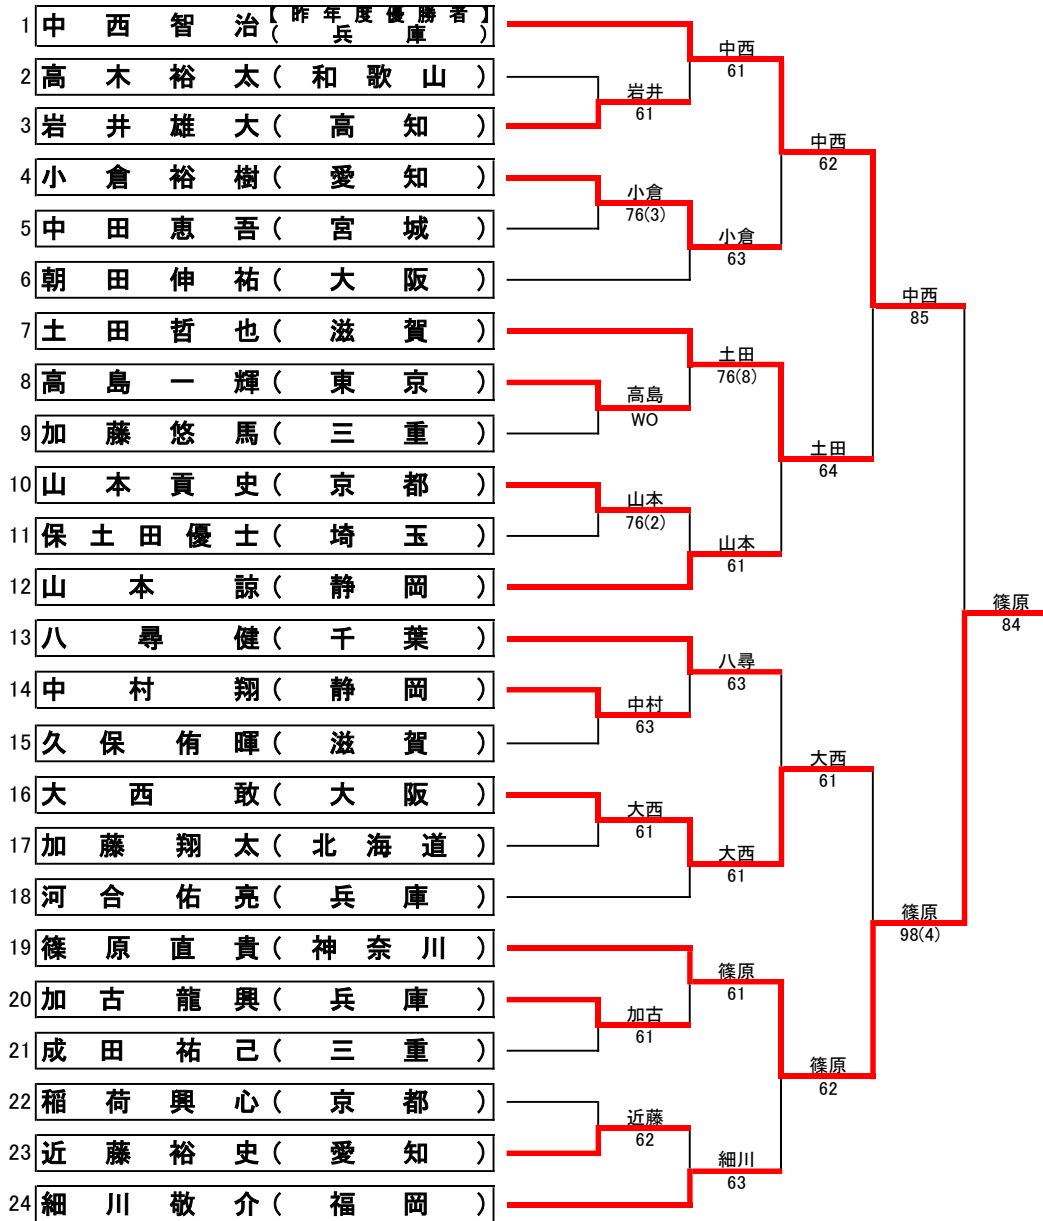 1 中西智治 【昨年度優勝者】(兵庫)
2 高木裕太(和歌山)
3 岩井雄大(高知)
4 小倉裕樹(愛知)
5 中田恵吾(宮城)
6 朝田伸祐(大阪)
7 土田哲也(滋賀)
8 高島一輝(東京)
9 加藤悠馬(三重)
10 山本貢史(京都)
11 保土田優士(埼玉)
12 山本諒(静岡)
13 八尋健(千葉)
14 中村翔(静岡)
15 久保侑暉(滋賀)
16 大西敢(大阪)
17 加藤翔太(北海道)
18 河合佑亮(兵庫)
19 篠原直貴(神奈川)
20 加古龍興(兵庫)
21 成田祐己(三重)
22 稲荷興心(京都)
23 近藤裕史(愛知)
24 細川敬介(福岡)
岩井
61
小倉
76(3)
高島
WO
山本
76(2)
中村
63
大西
61
加古
61
近藤
62
中西
61
小倉
63
土田
76(8)
山本
61
八尋
63
大西
61
篠原
61
細川
63
中西
62
土田
64
大西
61
篠原
62
中西
85
篠原
98(4)
篠原
84